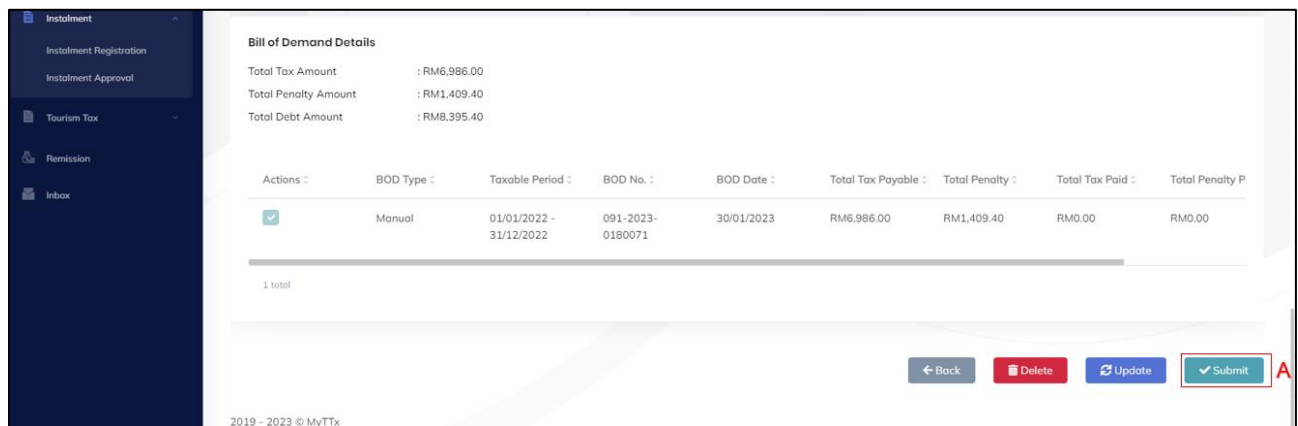 Instalment
Instalment Registration
Instalment Approval
Tourism Tax
Remission
Inbox
Bill of Demand Details
Total Tax Amount : RM6,986.00
Total Penalty Amount : RM1,409.40
Total Debt Amount : RM8,395.40
Actions BOD Type Taxable Period BOD No. BOD Date Total Tax Payable Total Penalty Total Tax Paid Total Penalty P
Manual 01/01/2022 - 091-2023- 30/01/2023 RM6,986.00 RM1,409.40 RM0.00 RM0.00
31/12/2022 0180071
1 total
Back Delete Update Submit A
2019 - 2023 © MyTTx